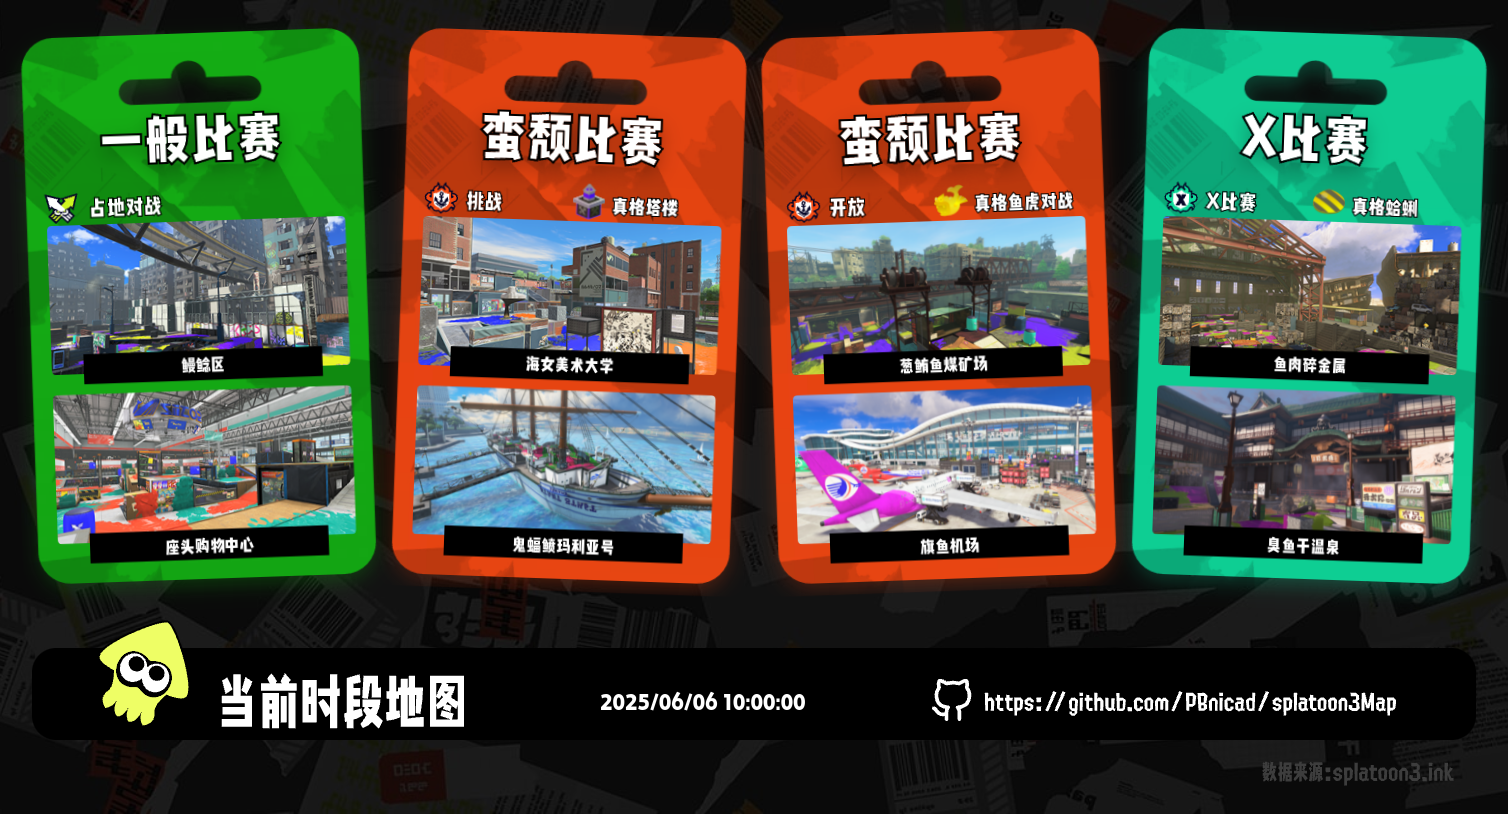 一般比赛
占地对战
鳗鲶区
座头购物中心
蛮颓比赛
挑战
真格塔楼
海女美术大学
鬼蝠鲼玛利亚号
蛮颓比赛
开放
真格鱼虎对战
葱鲔鱼煤矿场
旗鱼机场
X比赛
X比赛
真格蛤蜊
鱼肉碎金属
臭鱼干温泉
当前时段地图
2025/06/06 10:00:00
https://github.com/PBnicad/splatoon3Map
数据来源:splatoon3.ink